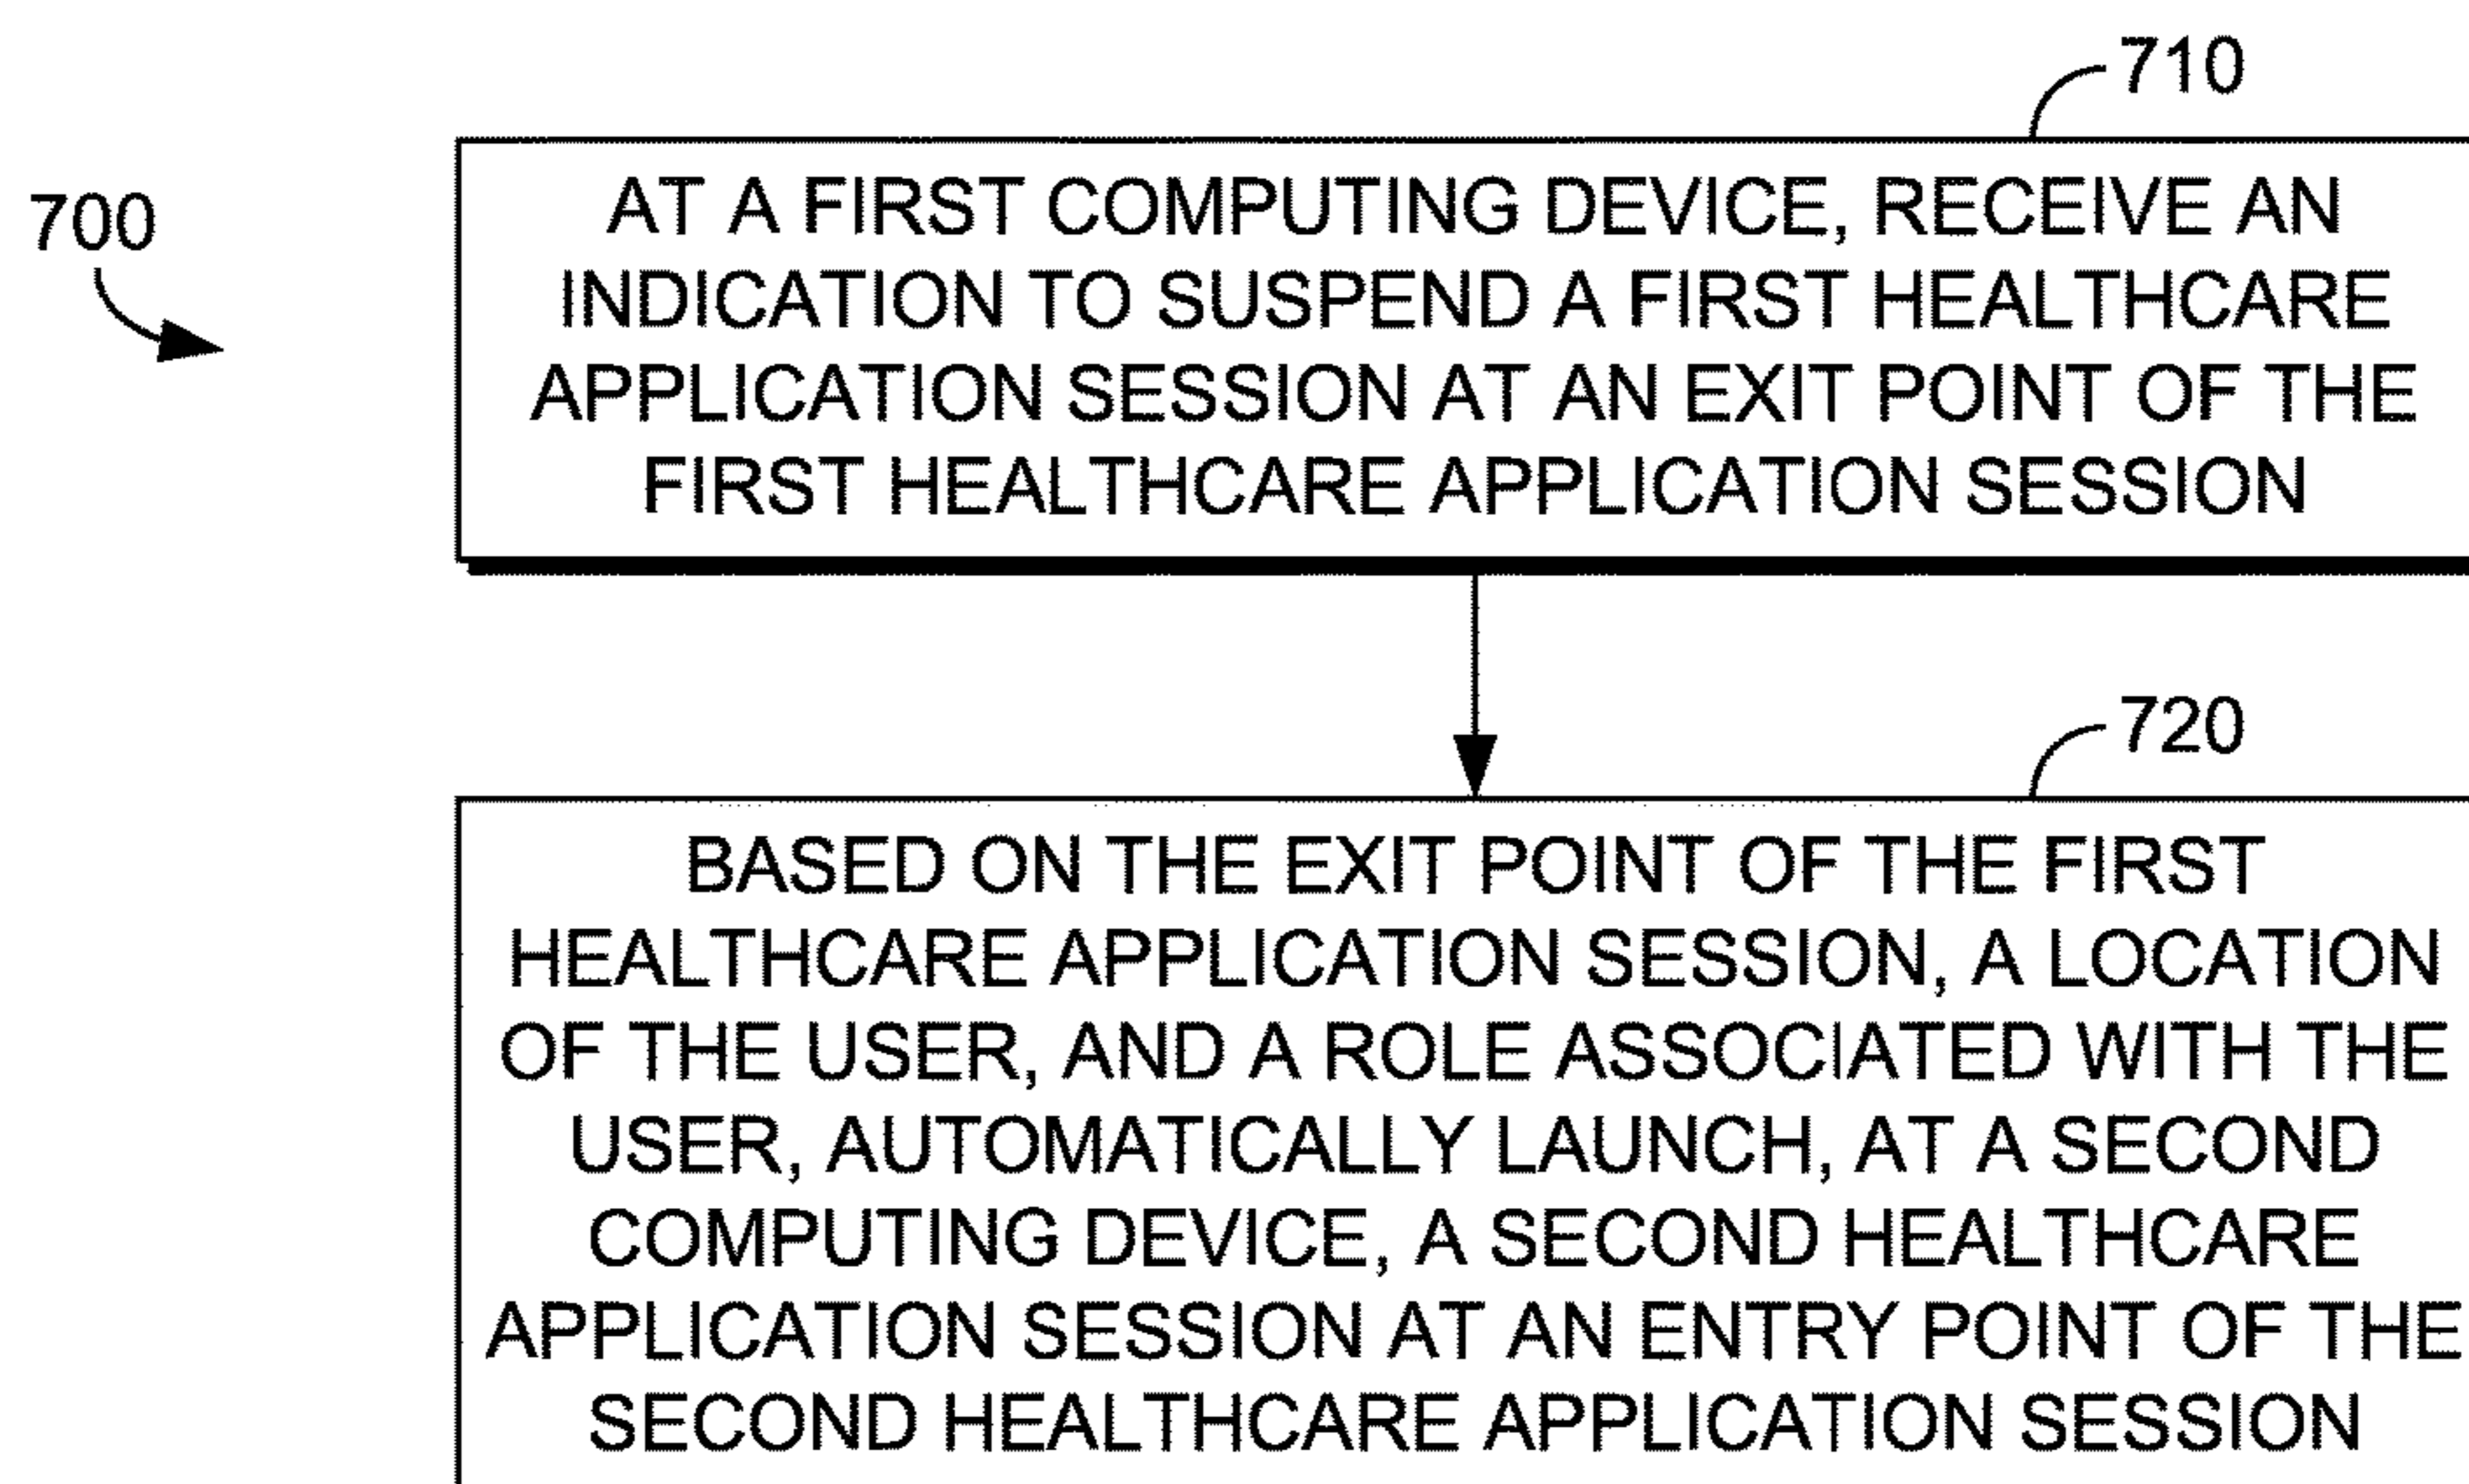 710
700
AT A FIRST COMPUTING DEVICE, RECEIVE AN
INDICATION TO SUSPEND A FIRST HEALTHCARE
APPLICATION SESSION AT AN EXIT POINT OF THE
FIRST HEALTHCARE APPLICATION SESSION
720
BASED ON THE EXIT POINT OF THE FIRST
HEALTHCARE APPLICATION SESSION, A LOCATION
OF THE USER, AND A ROLE ASSOCIATED WITH THE
USER, AUTOMATICALLY LAUNCH, AT A SECOND
COMPUTING DEVICE, A SECOND HEALTHCARE
APPLICATION SESSION AT AN ENTRY POINT OF THE
SECOND HEALTHCARE APPLICATION SESSION